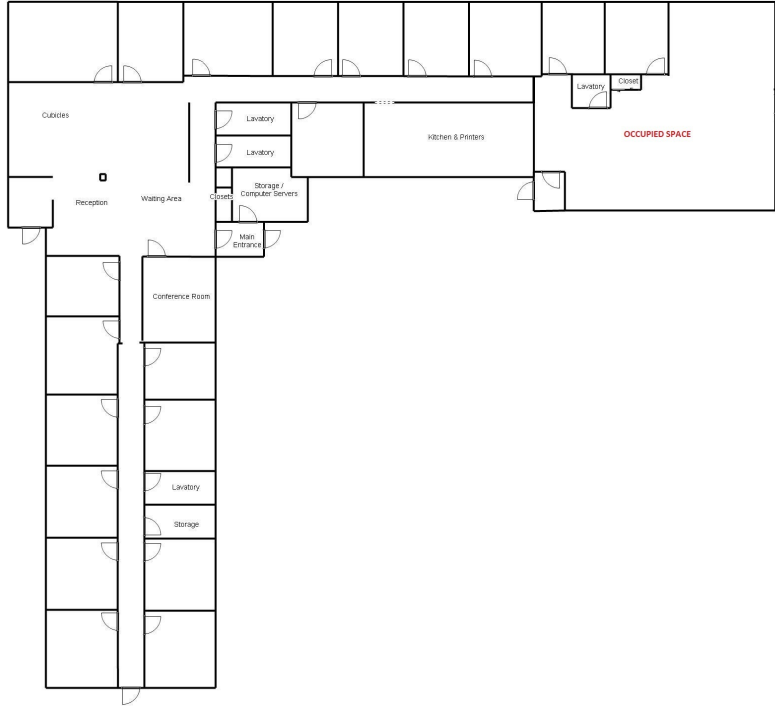 Lavatory
Closet
Cubicles
Lavatory
OCCUPIED SPACE
Kitchen & Printers
Lavatory
Storage /
Computer Servers
Closets
Reception
Waiting Area
Main
Entrance
Conference Room
Lavatory
Storage